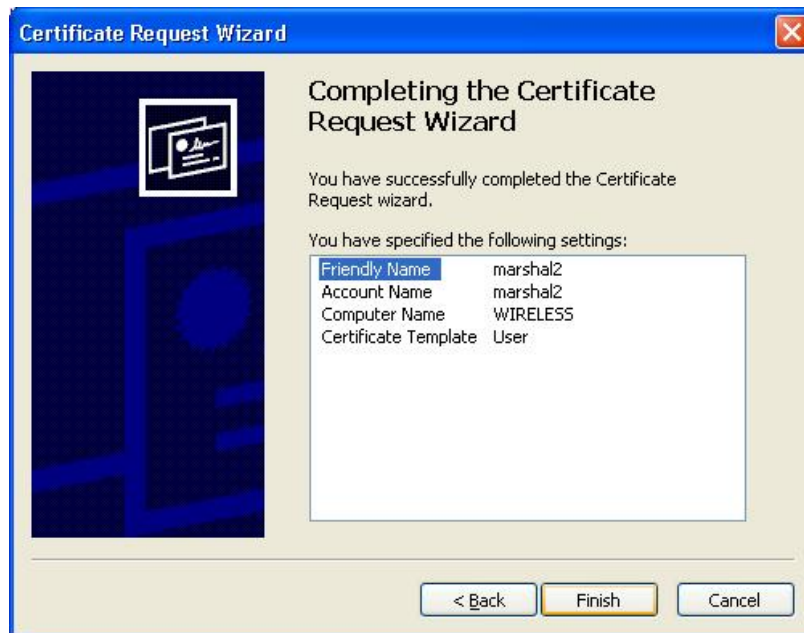 Certificate Request Wizard
Completing the Certificate
Request Wizard
You have successfully completed the Certificate
Request wizard.
You have specified the following settings:
Friendly Name marshal2
Account Name marshal2
Computer Name WIRELESS
Certificate Template User
< Back Finish Cancel